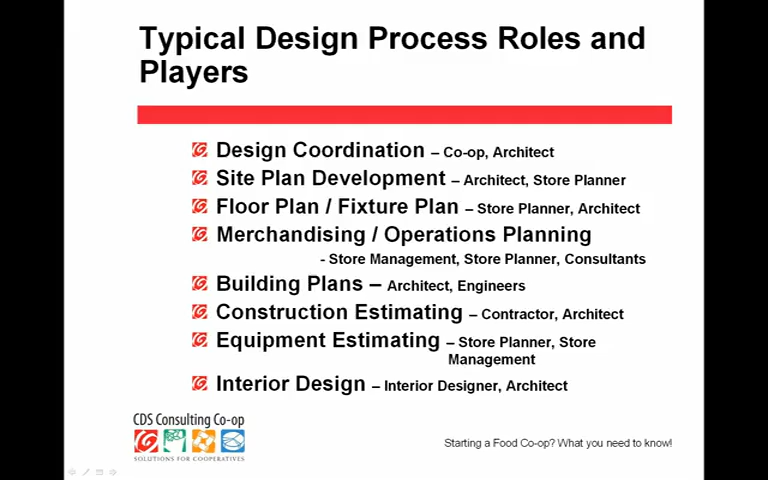 Typical Design Process Roles and
Players
Design Coordination – Co-op, Architect
Site Plan Development – Architect, Store Planner
Floor Plan / Fixture Plan – Store Planner, Architect
Merchandising / Operations Planning
- Store Management, Store Planner, Consultants
Building Plans – Architect, Engineers
Construction Estimating – Contractor, Architect
Equipment Estimating – Store Planner, Store
Management
Interior Design – Interior Designer, Architect
CDS Consulting Co-op
SOLUTIONS FOR COOPERATIVES
Starting a Food Co-op? What you need to know!